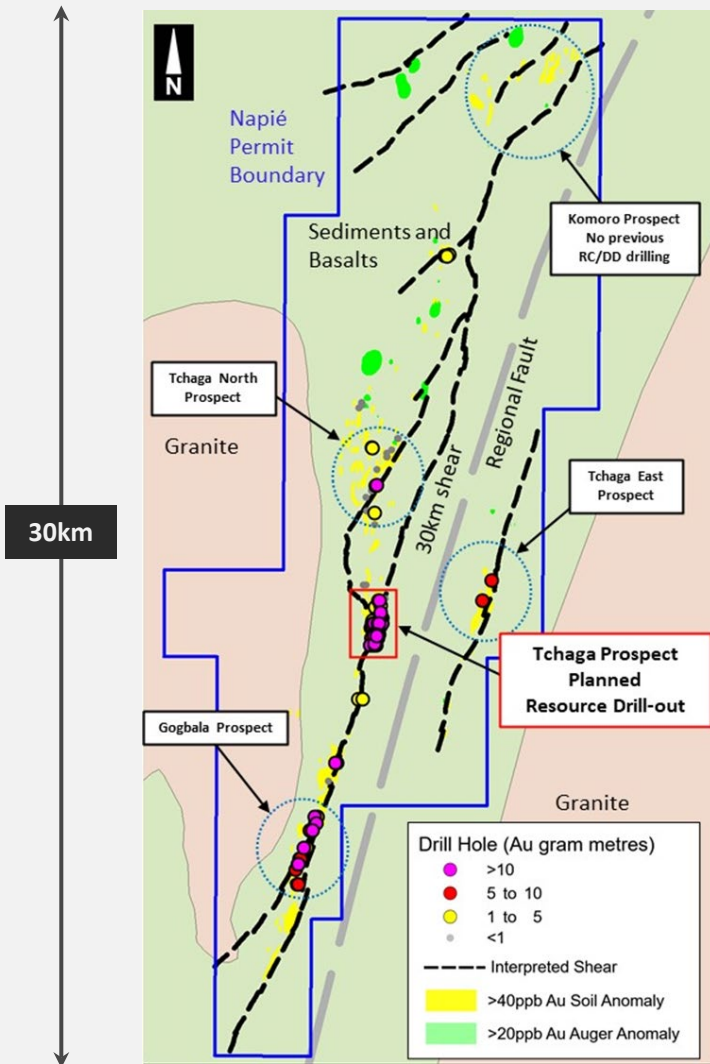 N
Napié
Permit
Boundary
Sediments and
Basalts
Komoro Prospect
No previous
RC/DD drilling
Tchaga North
Prospect
Granite
Regional Fault
30km shear
Tchaga East
Prospect
30km
Tchaga Prospect
Planned
Resource Drill-out
Gogbala Prospect
Granite
Drill Hole (Au gram metres)
>10
5 to 10
1 to 5
<1
Interpreted Shear
>40ppb Au Soil Anomaly
>20ppb Au Auger Anomaly